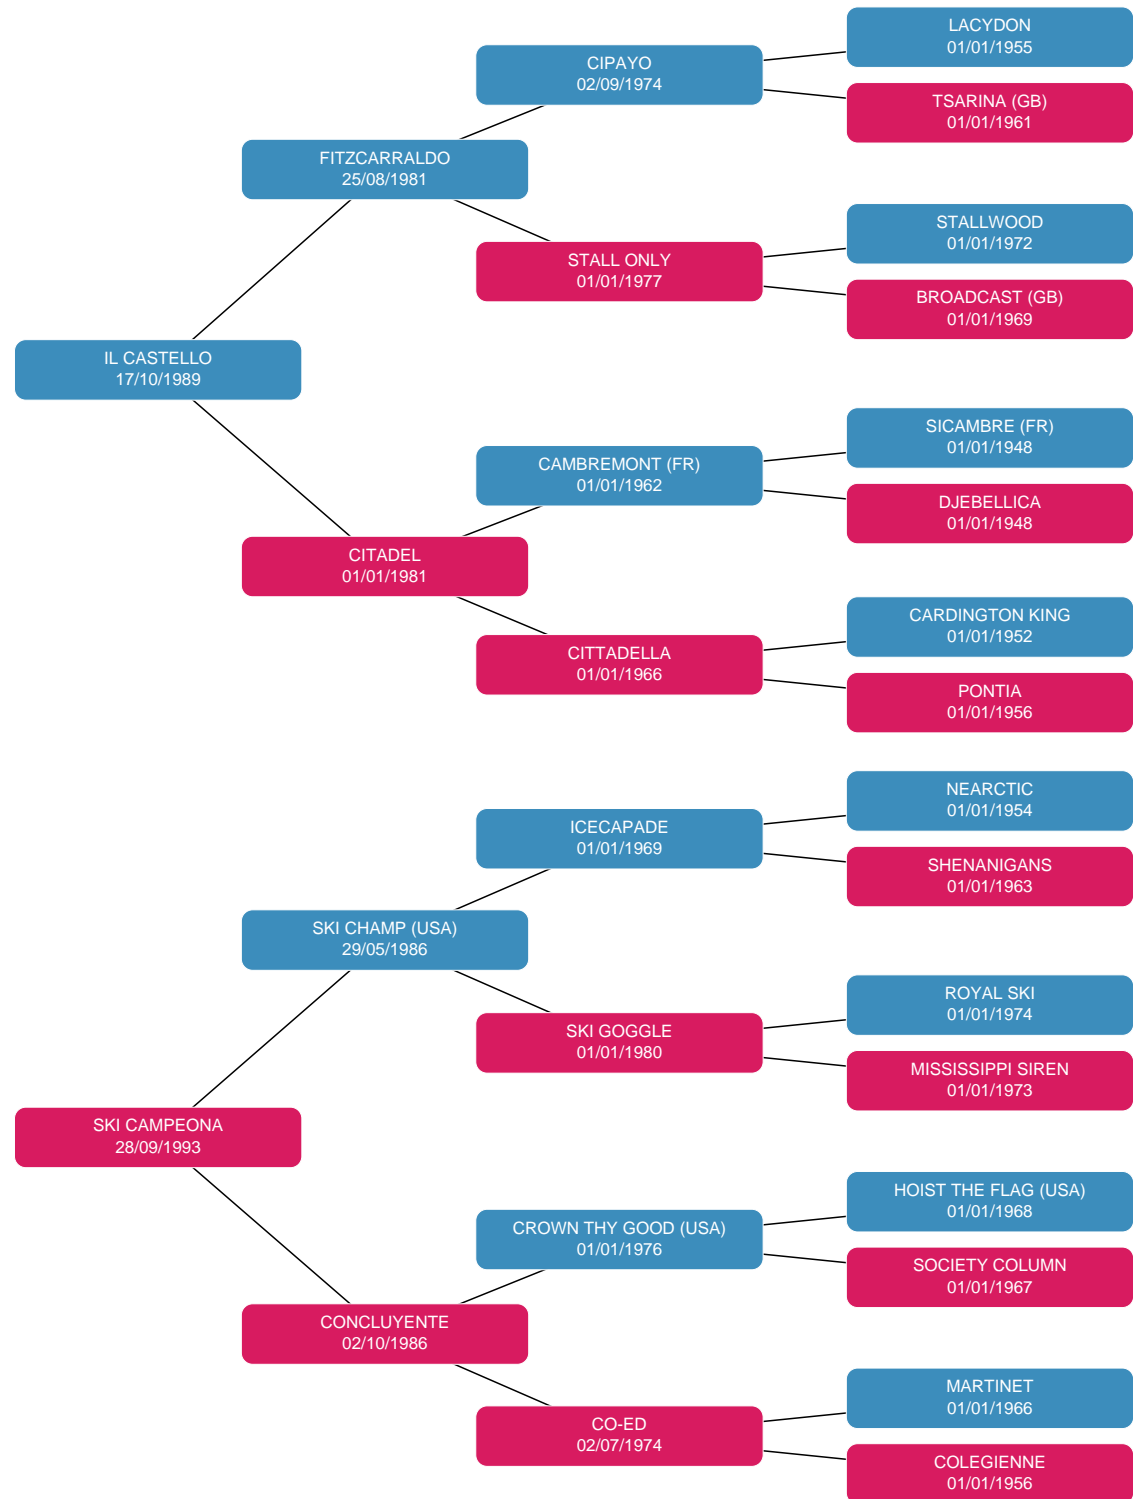 LACYDON
01/01/1955
CIPAYO
02/09/1974
TSARINA (GB)
01/01/1961
FITZCARRALDO
25/08/1981
STALLWOOD
01/01/1972
STALL ONLY
01/01/1977
BROADCAST (GB)
01/01/1969
IL CASTELLO
17/10/1989
SICAMBRE (FR)
01/01/1948
CAMBREMONT (FR)
01/01/1962
DJEBELLICA
01/01/1948
CITADEL
01/01/1981
CARDINGTON KING
01/01/1952
CITTADELLA
01/01/1966
PONTIA
01/01/1956
NEARCTIC
01/01/1954
ICECAPADE
01/01/1969
SHENANIGANS
01/01/1963
SKI CHAMP (USA)
29/05/1986
ROYAL SKI
01/01/1974
SKI GOGGLE
01/01/1980
MISSISSIPPI SIREN
01/01/1973
SKI CAMPEONA
28/09/1993
HOIST THE FLAG (USA)
01/01/1968
CROWN THY GOOD (USA)
01/01/1976
SOCIETY COLUMN
01/01/1967
CONCLUYENTE
02/10/1986
MARTINET
01/01/1966
CO-ED
02/07/1974
COLEGIENNE
01/01/1956